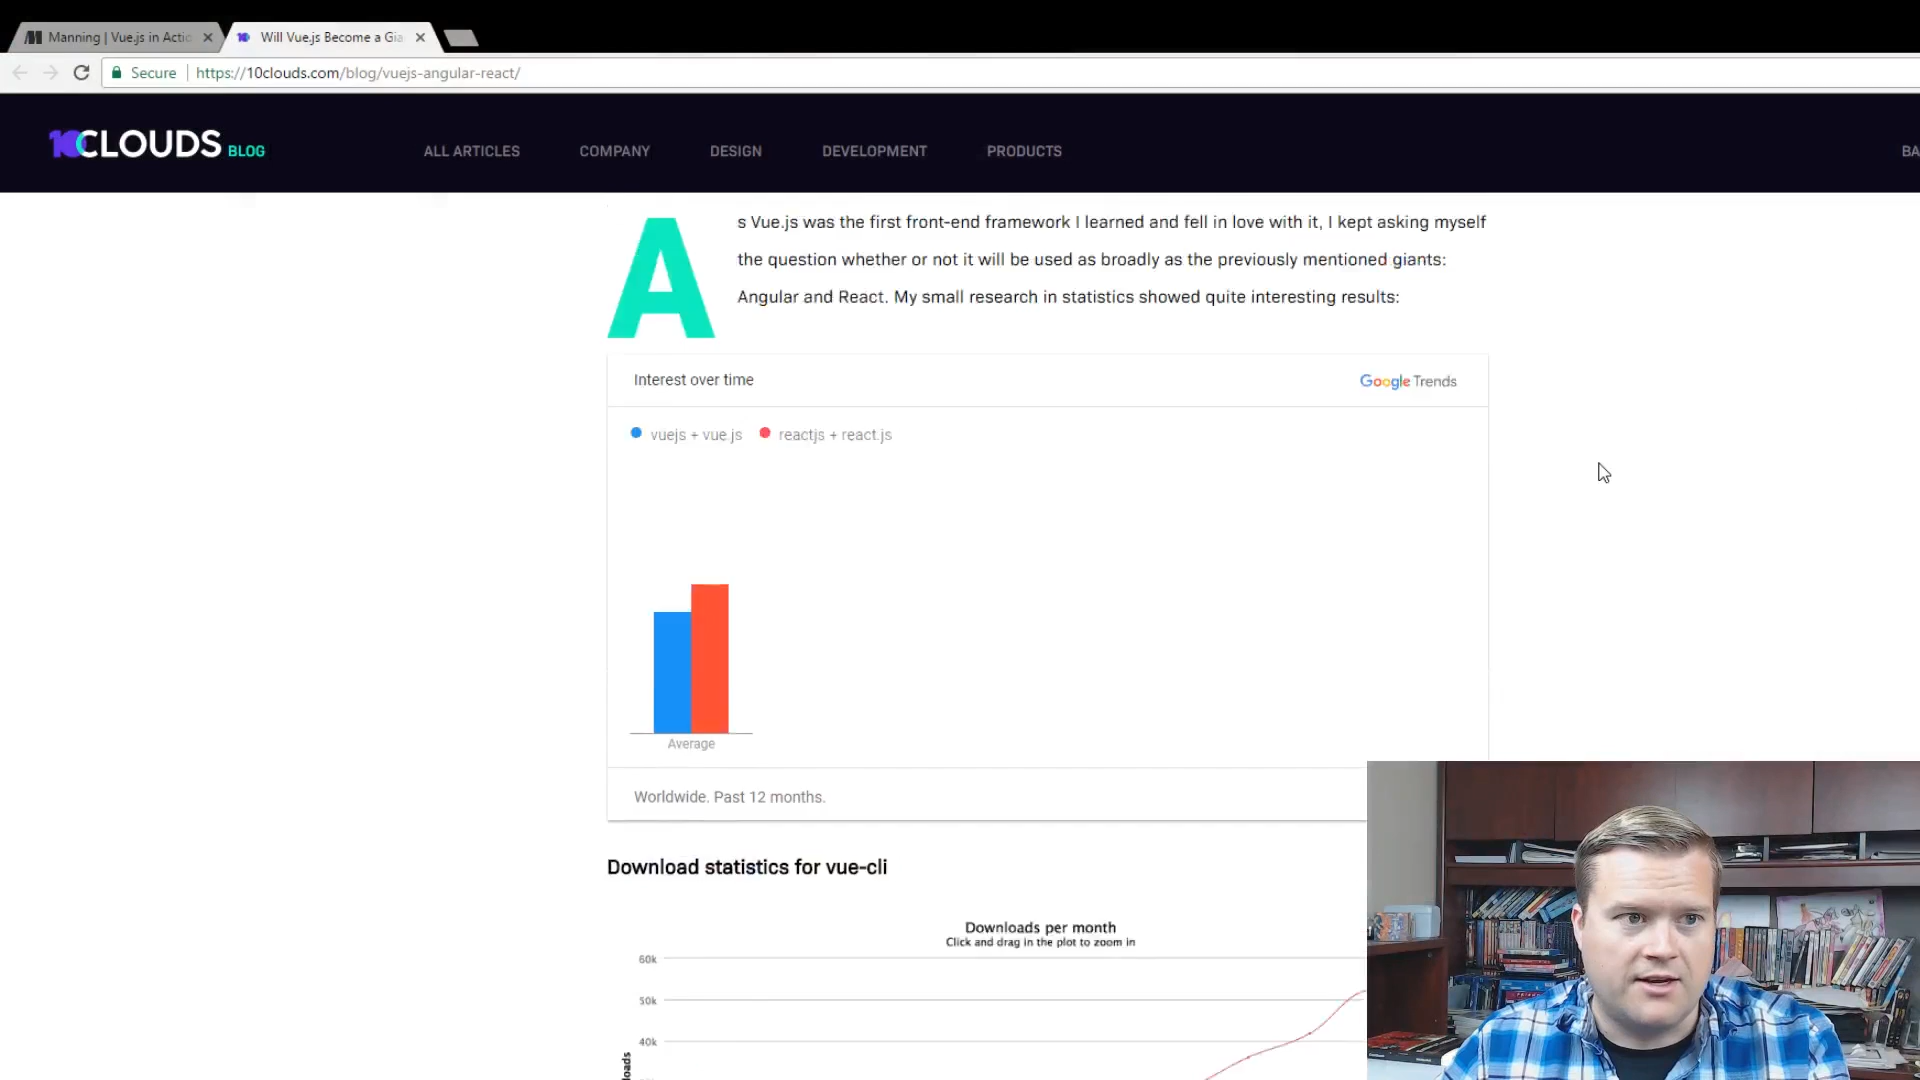 Manning | Vue.js in Actio
Will Vue.js Become a Gia
Secure
https://10clouds.com/blog/vuejs-angular-react/
10CLOUDS BLOG
ALL ARTICLES
COMPANY
DESIGN
DEVELOPMENT
PRODUCTS
BA
As Vue.js was the first front-end framework I learned and fell in love with it, I kept asking myself
the question whether or not it will be used as broadly as the previously mentioned giants:
Angular and React. My small research in statistics showed quite interesting results:
Interest over time
Google Trends
vuejs + vue.js
reactjs + react.js
Average
Worldwide. Past 12 months.
Download statistics for vue-cli
Downloads per month
Click and drag in the plot to zoom in
60k
50k
40k
loads